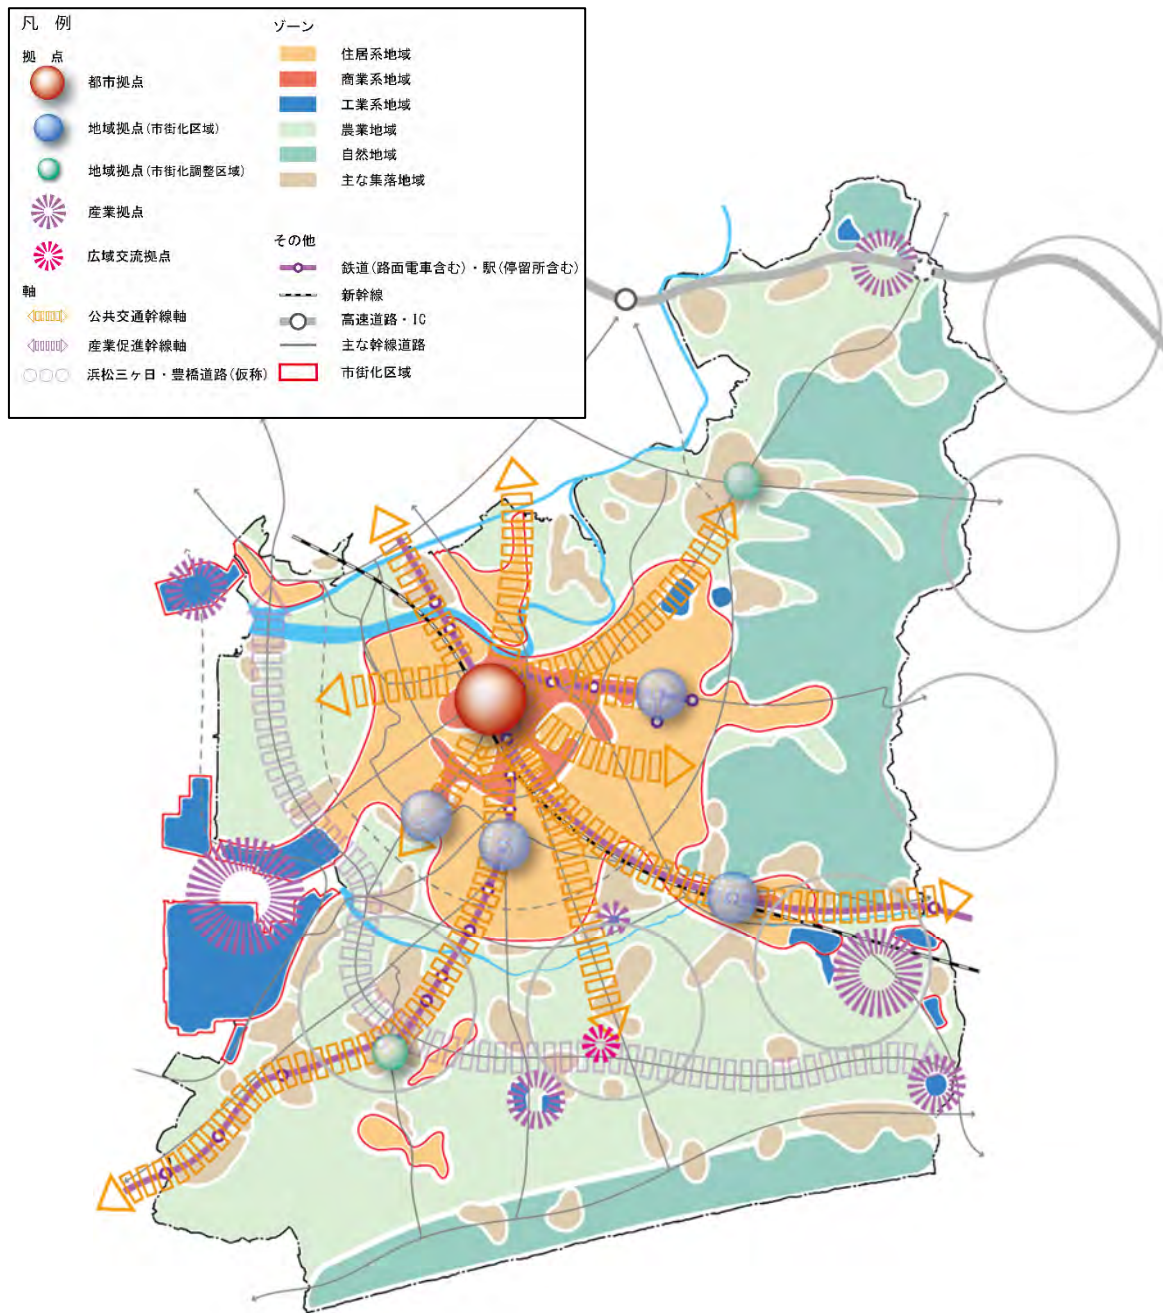 凡 例
拠 点
都市拠点
地域拠点(市街化区域)
地域拠点(市街化調整区域)
産業拠点
広域交流拠点
軸
公共交通幹線軸
産業促進幹線軸
浜松三ヶ日・豊橋道路(仮称)
ゾーン
住居系地域
商業系地域
工業系地域
農業地域
自然地域
主な集落地域
その他
鉄道(路面電車含む)・駅(停留所含む)
新幹線
高速道路・IC
主な幹線道路
市街化区域